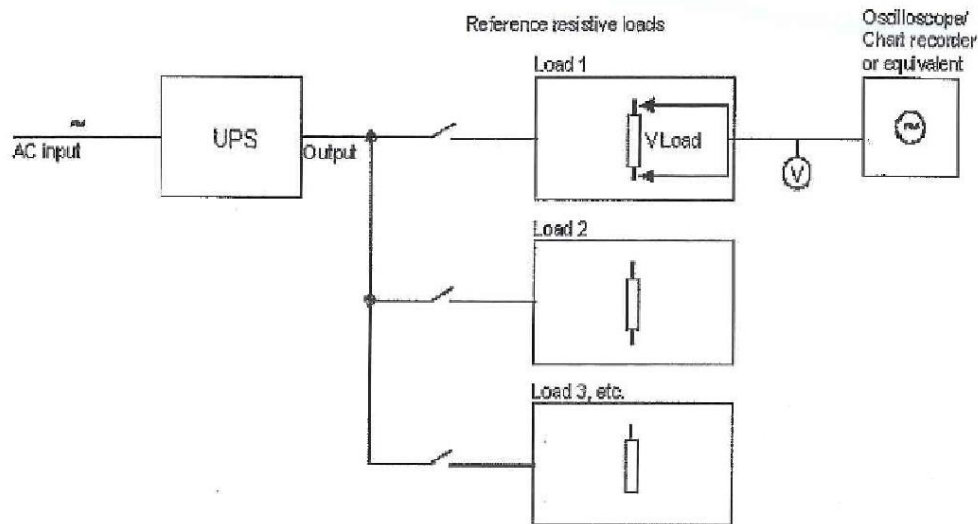 Reference resistive loads
Oscilloscope/
Chart recorder
or equivalent
Load 1
~
AC input
UPS
Output
V Load
~
V
Load 2
Load 3, etc.